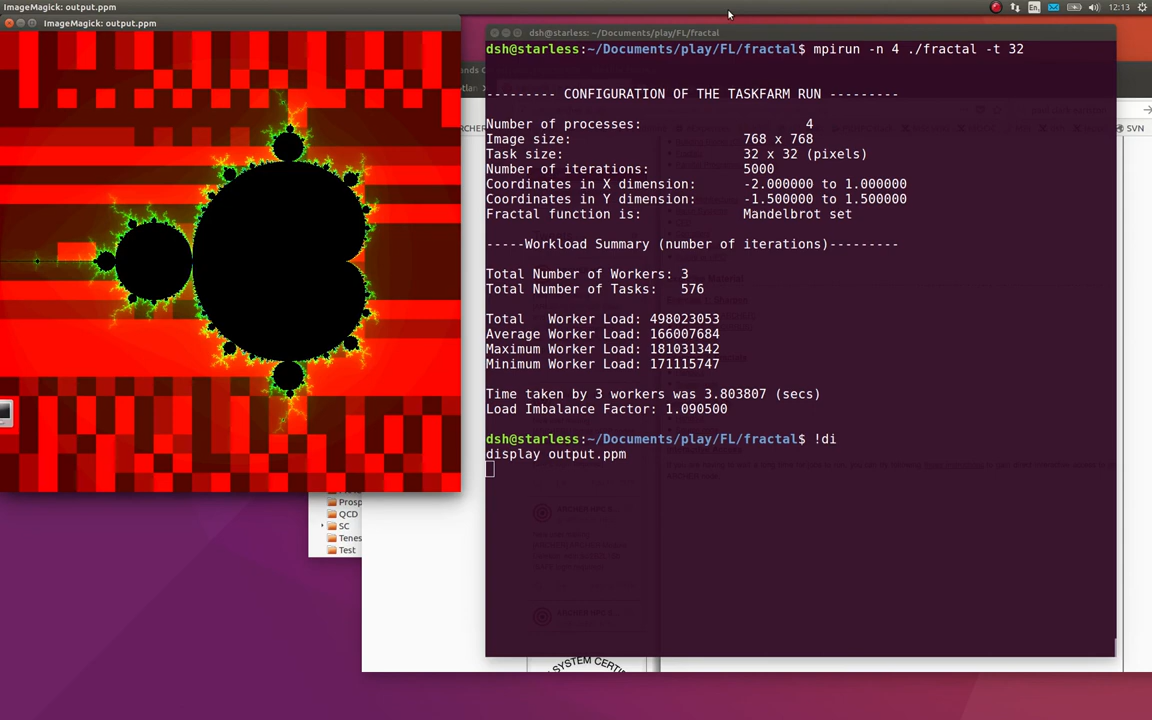 ImageMagick: output.ppm
En
12:13
ImageMagick: output.ppm
dsh@starless: ~/Documents/play/FL/fractal
dsh@starless:~/Documents/play/FL/fractal$ mpirun -n 4 ./fractal -t 32
--------- CONFIGURATION OF THE TASKFARM RUN ---------
Number of processes: 4
Image size: 768 x 768
Task size: 32 x 32 (pixels)
Number of iterations: 5000
Coordinates in X dimension: -2.000000 to 1.000000
Coordinates in Y dimension: -1.500000 to 1.500000
Fractal function is: Mandelbrot set
-----Workload Summary (number of iterations)---------
Total Number of Workers: 3
Total Number of Tasks: 576
Total Worker Load: 498023053
Average Worker Load: 166007684
Maximum Worker Load: 181031342
Minimum Worker Load: 171115747
Time taken by 3 workers was 3.803807 (secs)
Load Imbalance Factor: 1.090500
dsh@starless:~/Documents/play/FL/fractal$ !di
display output.ppm
SVN
Prosp
QCD
SC
Tenes
Test
SYSTEM CERTI